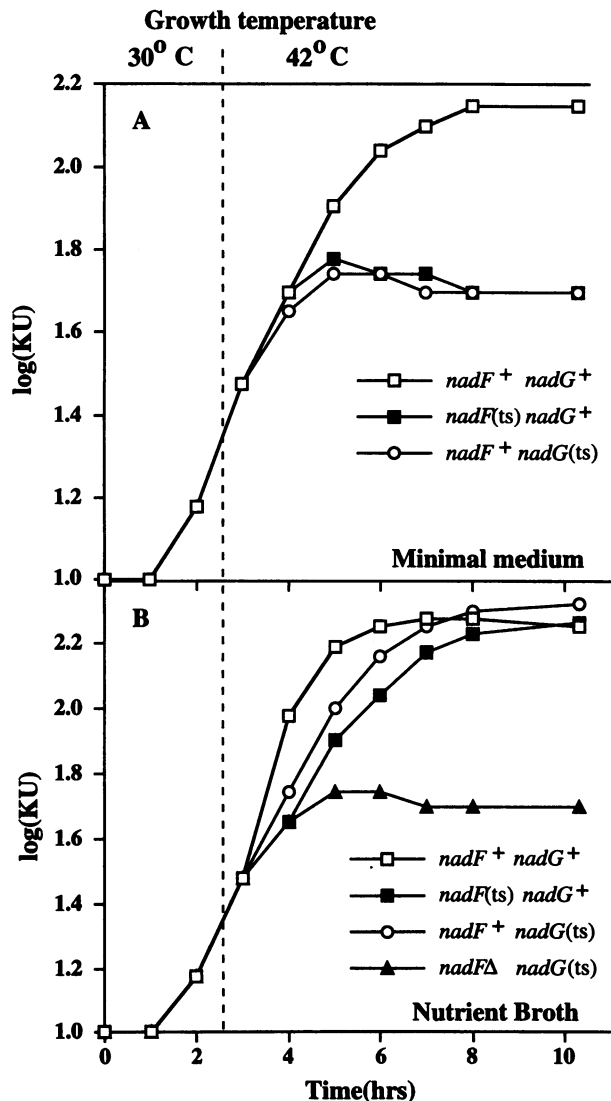 Growth temperature
30⁰ C 42⁰ C
2.2
A
2.0
1.8
1.6
1.4
1.2
1.0
log(KU)
nadF⁺ nadG⁺
nadF(ts) nadG⁺
nadF⁺ nadG(ts)
Minimal medium
B
2.2
2.0
1.8
1.6
1.4
1.2
1.0
log(KU)
nadF⁺ nadG⁺
nadF(ts) nadG⁺
nadF⁺ nadG(ts)
nadFΔ nadG(ts)
Nutrient Broth
0 2 4 6 8 10
Time(hrs)